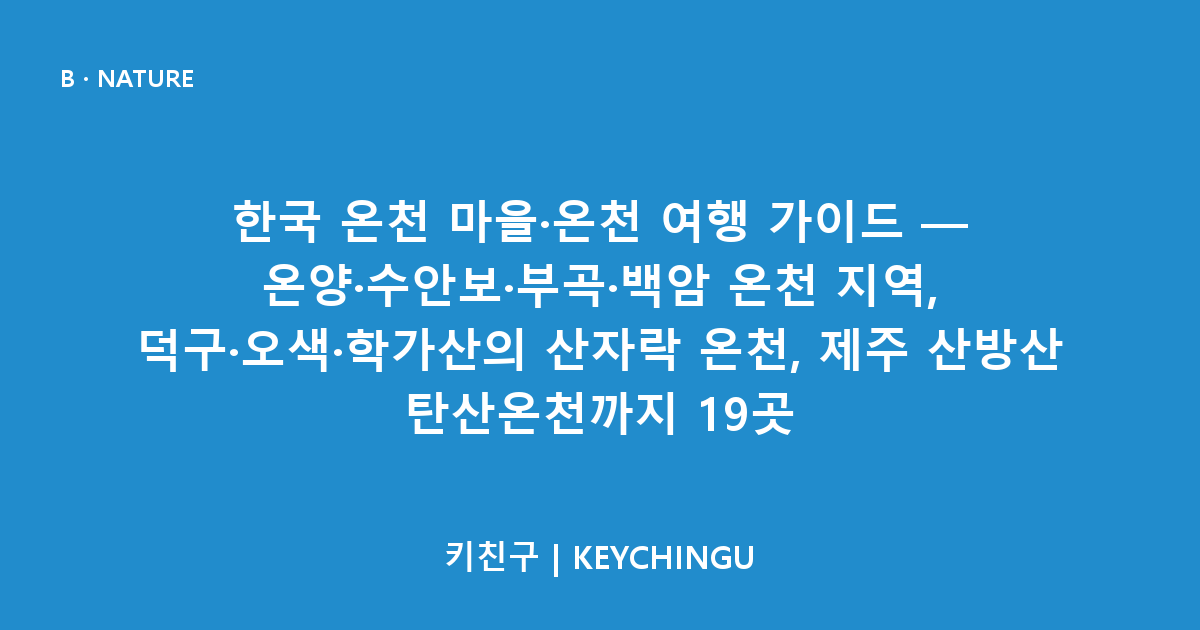 B · NATURE
한국 온천 마을·온천 여행 가이드 —
온양·수안보·부곡·백암 온천 지역,
덕구·오색·학가산의 산자락 온천, 제주 산방산
탄산온천까지 19곳
키친구 | KEYCHINGU